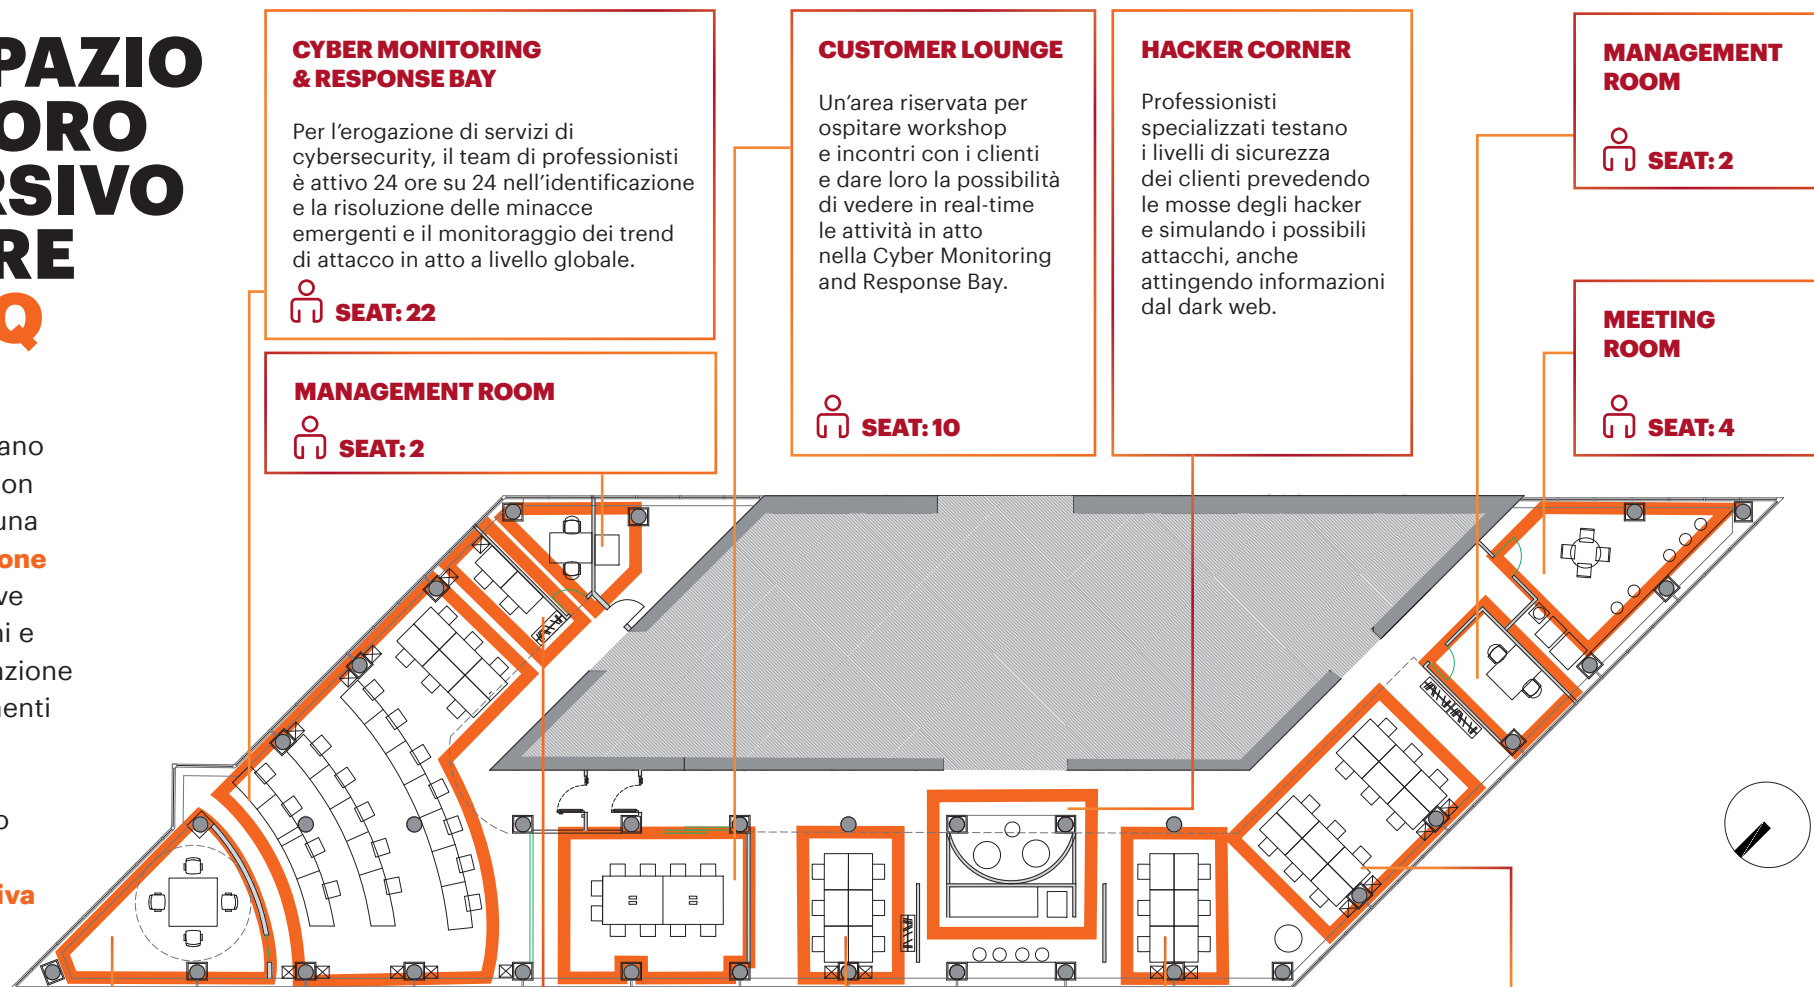 PAZIO
ORO
RSIVO
RE
Q
ano
on
una
one
ve
ni e
azione
nenti
o
iva
CYBER MONITORING
& RESPONSE BAY
Per l'erogazione di servizi di
cybersecurity, il team di professionisti
è attivo 24 ore su 24 nell'identificazione
e la risoluzione delle minacce
emergenti e il monitoraggio dei trend
di attacco in atto a livello globale.
SEAT: 22
MANAGEMENT ROOM
SEAT: 2
CUSTOMER LOUNGE
Un'area riservata per
ospitare workshop
e incontri con i clienti
e dare loro la possibilità
di vedere in real-time
le attività in atto
nella Cyber Monitoring
and Response Bay.
SEAT: 10
HACKER CORNER
Professionisti
specializzati testano
i livelli di sicurezza
dei clienti prevedendo
le mosse degli hacker
e simulando i possibili
attacchi, anche
attingendo informazioni
dal dark web.
MANAGEMENT
ROOM
SEAT: 2
MEETING
ROOM
SEAT: 4